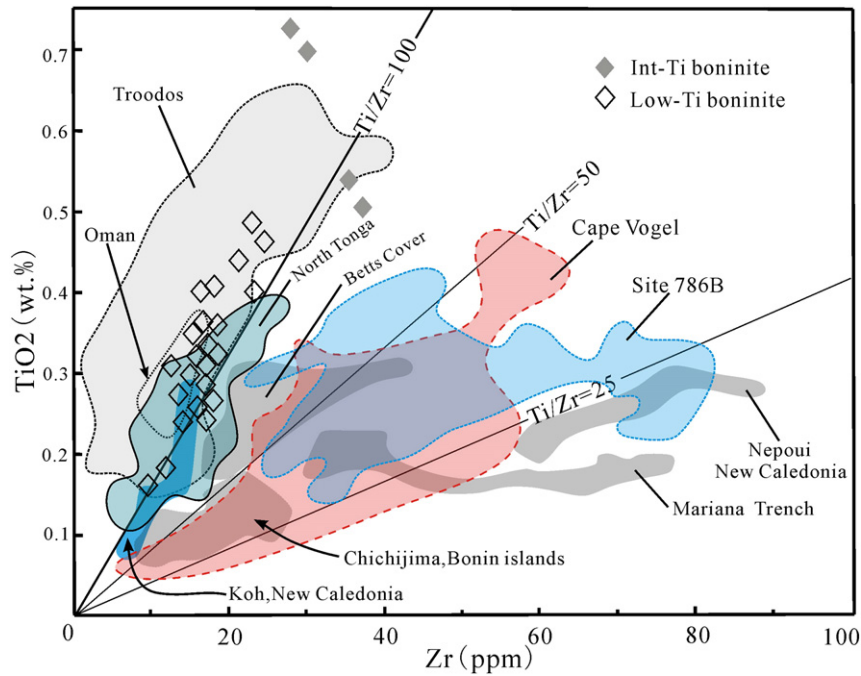 0.7
0.6
0.5
0.4
0.3
0.2
0.1
TiO2 (wt.%)
Troodos
Ti/Zr=100
Int-Ti boninite
Low-Ti boninite
Oman
North Tonga
Betts Cover
Ti/Zr=50
Cape Vogel
Site 786B
Ti/Zr=25
Nepoui
New Caledonia
Mariana Trench
Chichijima,Bonin islands
Koh,New Caledonia
0
20
40
60
80
100
Zr (ppm)